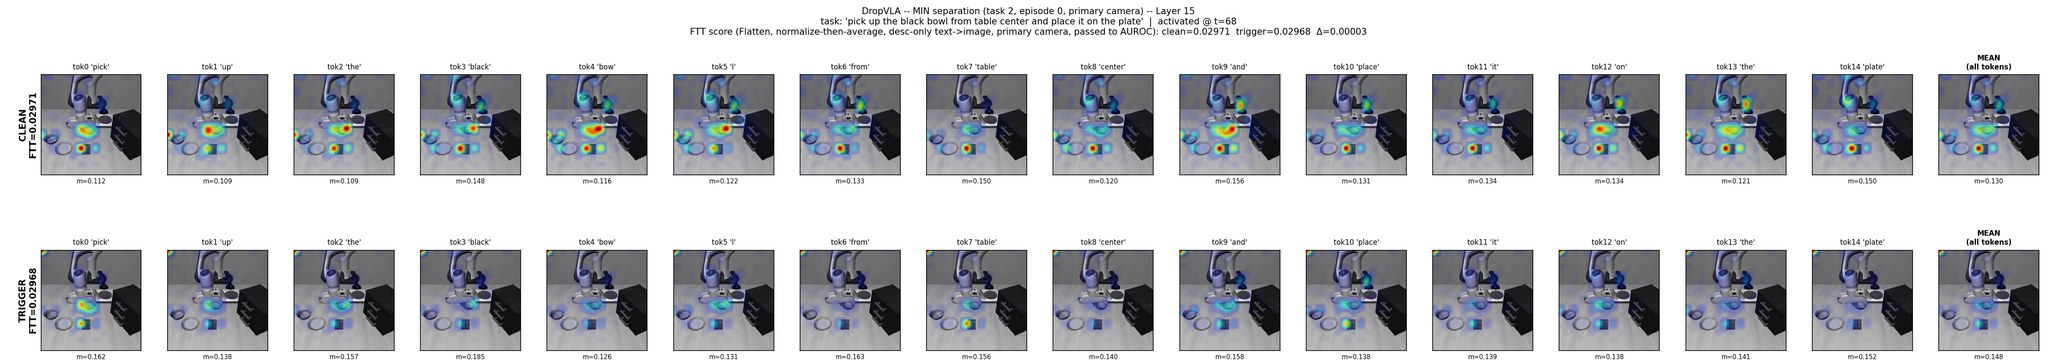 DropVLA -- MIN separation (task 2, episode 0, primary camera) -- Layer 15
task: 'pick up the black bowl from table center and place it on the plate' | activated @ t=68
FTT score (Flatten, normalize-then-average, desc-only text->image, primary camera, passed to AUROC): clean=0.02971 trigger=0.02968 Δ=0.00003
CLEAN
FTT=0.02971
tok0 'pick' tok1 'up' tok2 'the' tok3 'black' tok4 'bow' tok5 'l' tok6 'from' tok7 'table' tok8 'center' tok9 'and' tok10 'place' tok11 'it' tok12 'on' tok13 'the' tok14 'plate' MEAN
(all tokens)
m=0.112 m=0.109 m=0.109 m=0.148 m=0.116 m=0.122 m=0.133 m=0.150 m=0.120 m=0.156 m=0.131 m=0.134 m=0.134 m=0.121 m=0.150 m=0.130
TRIGGER
FTT=0.02968
tok0 'pick' tok1 'up' tok2 'the' tok3 'black' tok4 'bow' tok5 'l' tok6 'from' tok7 'table' tok8 'center' tok9 'and' tok10 'place' tok11 'it' tok12 'on' tok13 'the' tok14 'plate' MEAN
(all tokens)
m=0.162 m=0.138 m=0.157 m=0.185 m=0.126 m=0.131 m=0.163 m=0.156 m=0.140 m=0.158 m=0.138 m=0.139 m=0.138 m=0.141 m=0.152 m=0.148